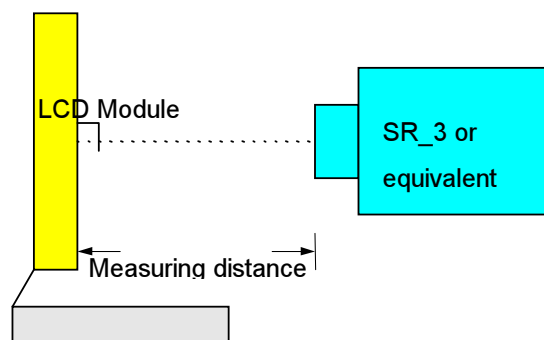 LCD Module
SR_3 or
equivalent
Measuring distance